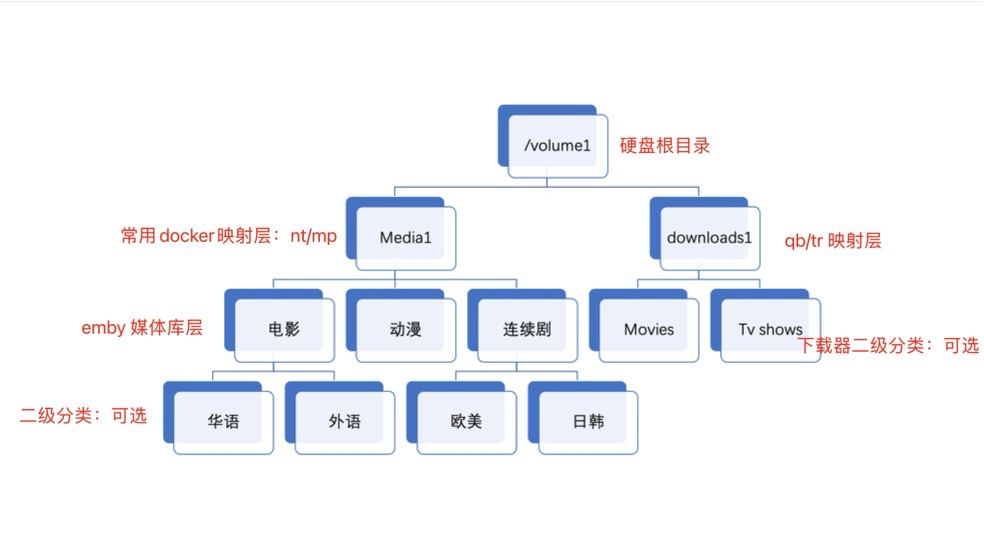 /volume1
硬盘根目录
常用docker映射层：nt/mp
Media1
downloads1
qb/tr 映射层
emby 媒体库层
电影
动漫
连续剧
Movies
Tv shows
下载器二级分类：可选
二级分类：可选
华语
外语
欧美
日韩